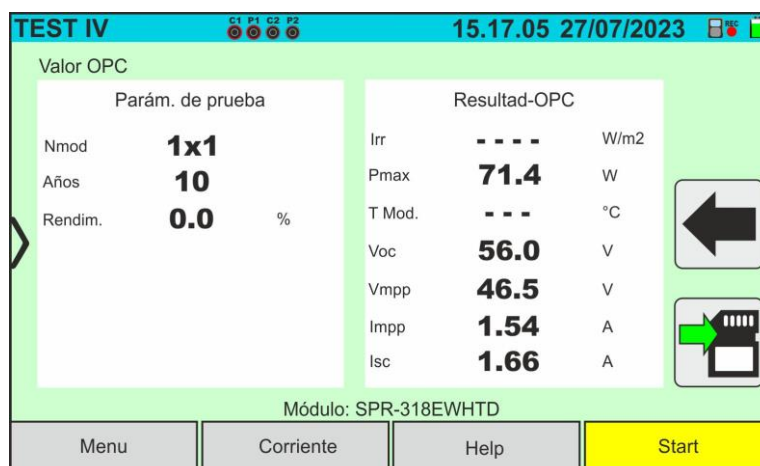 TEST IV C1 P1 C2 P2 15.17.05 27/07/2023 REC
Valor OPC
Parám. de prueba
Nmod 1x1
Años 10
Rendim. 0.0 %
Resultad-OPC
Irr - - - - W/m2
Pmax 71.4 W
T Mod. - - - °C
Voc 56.0 V
Vmpp 46.5 V
Impp 1.54 A
Isc 1.66 A
Módulo: SPR-318EWHTD
Menu Corriente Help Start